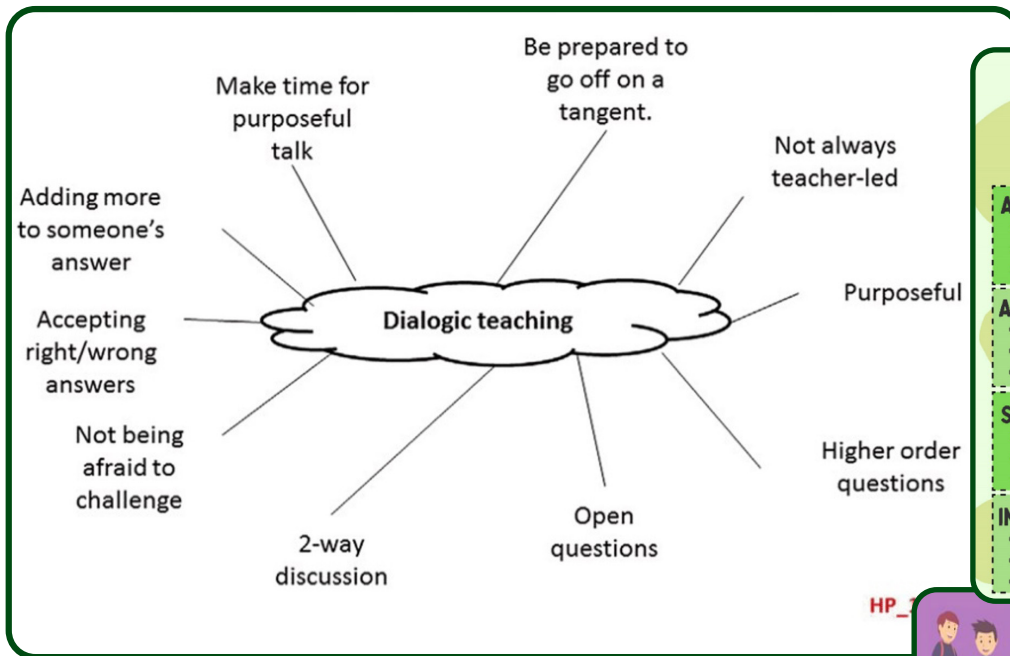 Be prepared to
go off on a
tangent.
Make time for
purposeful
talk
Not always
teacher-led
Adding more
to someone's
answer
Purposeful
Dialogic teaching
Accepting
right/wrong
answers
Not being
afraid to
challenge
Higher order
questions
Open
questions
2-way
discussion